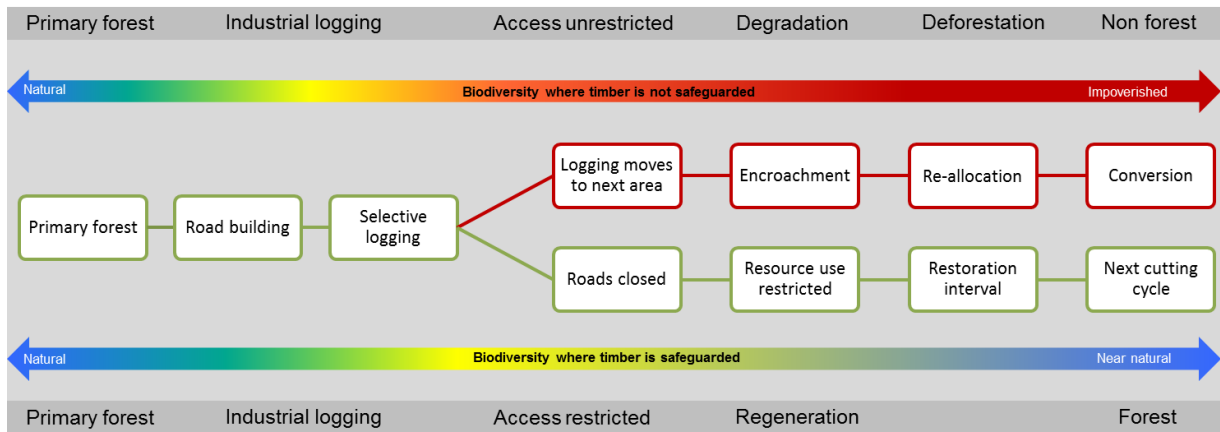 Primary forest Industrial logging Access unrestricted Degradation Deforestation Non forest
Natural Biodiversity where timber is not safeguarded Impoverished
Logging moves
to next area
Encroachment
Re-allocation
Conversion
Primary forest
Road building
Selective
logging
Roads closed
Resource use
restricted
Restoration
interval
Next cutting
cycle
Natural Biodiversity where timber is safeguarded Near natural
Primary forest Industrial logging Access restricted Regeneration Forest